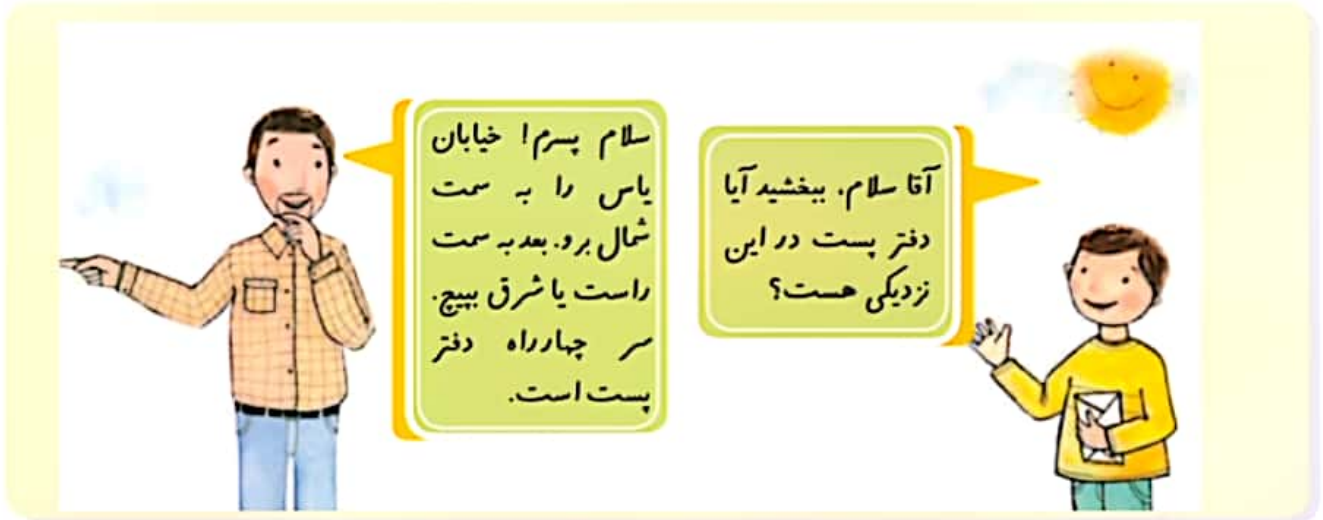 آقا سلام. ببخشید آیا
دفتر پست در این
نزدیکی هست؟
سلام پسرم! خیابان
یاس را به سمت
شمال برو. بعد به سمت
راست یا شرق بپیچ.
سر چهارراه دفتر
پست است.